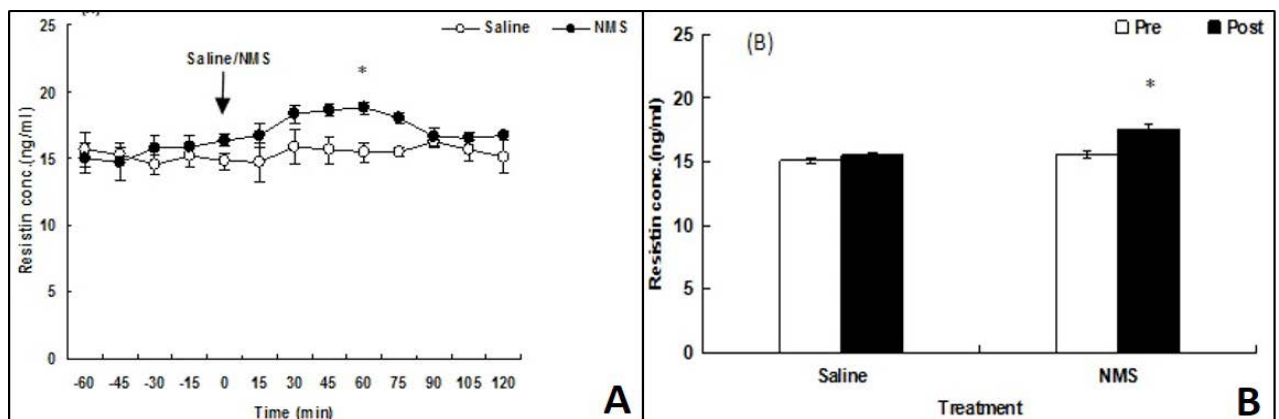 Saline NMS
Saline/NMS
*
25
20
15
10
5
0
Resistin conc.(ng/ml)
-60 -45 -30 -15 0 15 30 45 60 75 90 105 120
Time (min)
A
(B)
Pre Post
*
25
20
15
10
5
0
Resistin conc.(ng/ml)
Saline NMS
Treatment
B